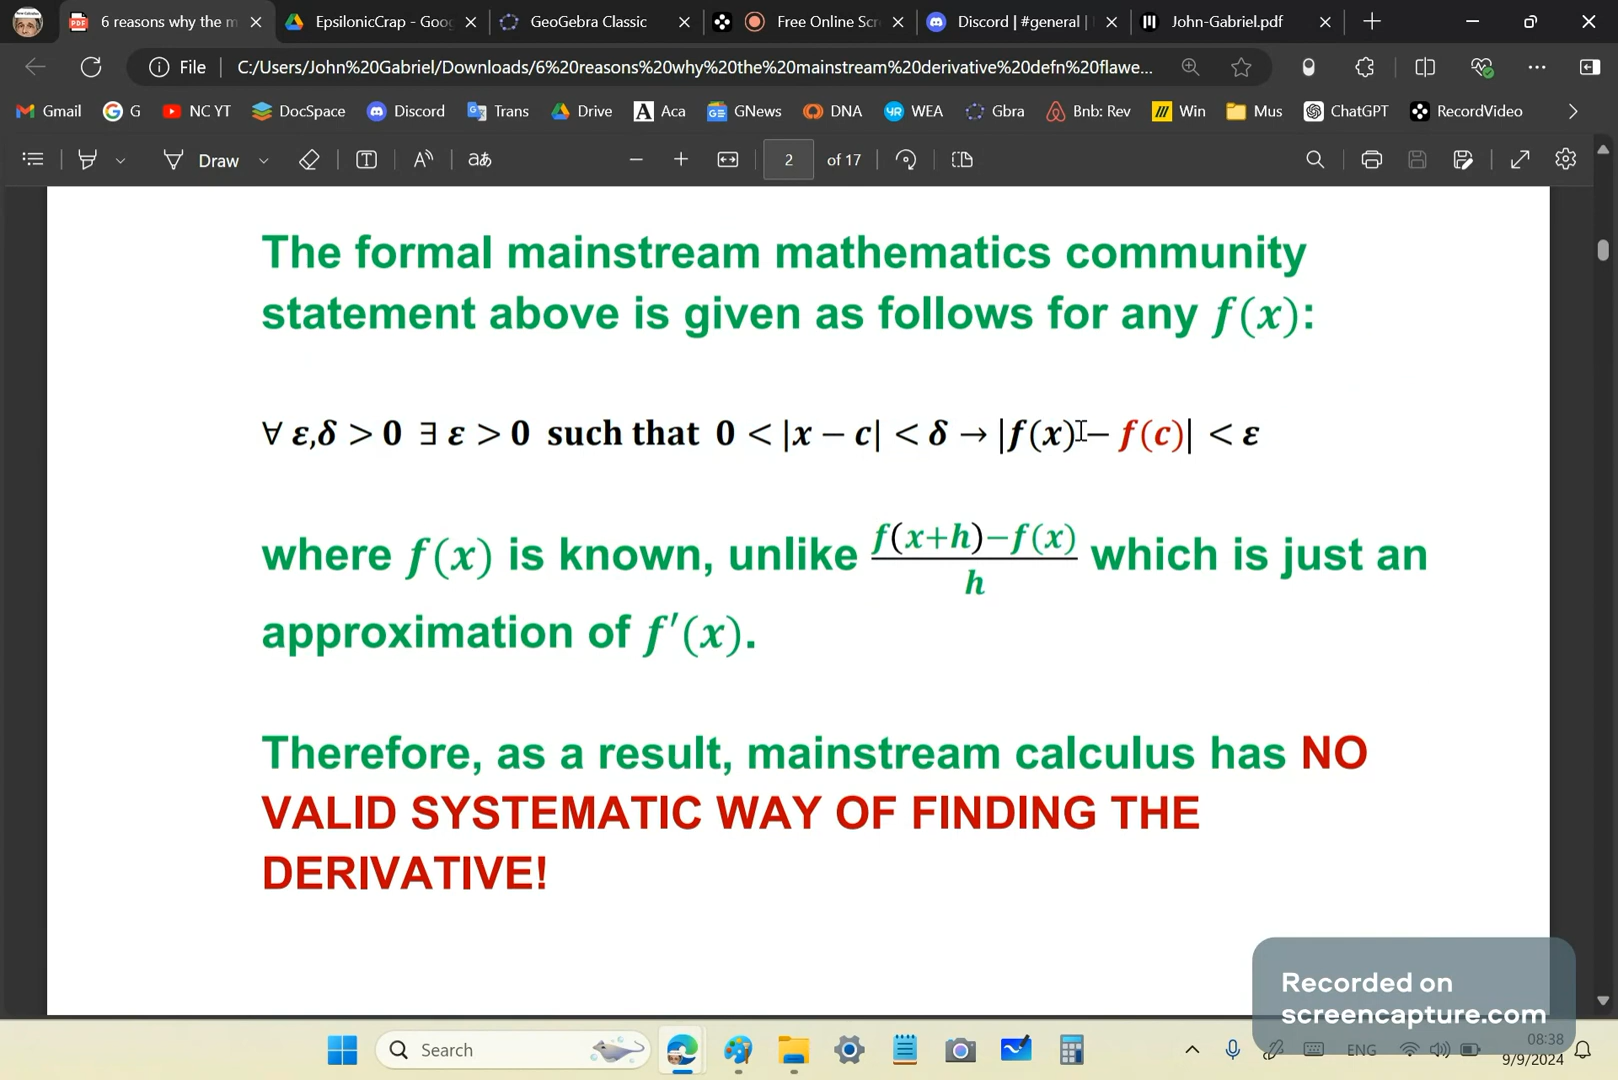 6 reasons why the m
EpsilonicCrap - Goog
GeoGebra Classic
Free Online Scr
Discord | #general |
John-Gabriel.pdf
File
C:/Users/John%20Gabriel/Downloads/6%20reasons%20why%20the%20mainstream%20derivative%20defn%20flawe...
Gmail
G
NC YT
DocSpace
Discord
Trans
Drive
Aca
GNews
DNA
WEA
Gbra
Bnb: Rev
Win
Mus
ChatGPT
RecordVideo
Draw
2 of 17
The formal mainstream mathematics community
statement above is given as follows for any f(x):
∀ ε,δ > 0 ∃ ε > 0 such that 0 < |x − c| < δ → |f(x) − f(c)| < ε
where f(x) is known, unlike f(x+h)−f(x)/h which is just an
approximation of f′(x).
Therefore, as a result, mainstream calculus has NO
VALID SYSTEMATIC WAY OF FINDING THE
DERIVATIVE!
Recorded on
screencapture.com
Search
ENG
08:38
9/9/2024